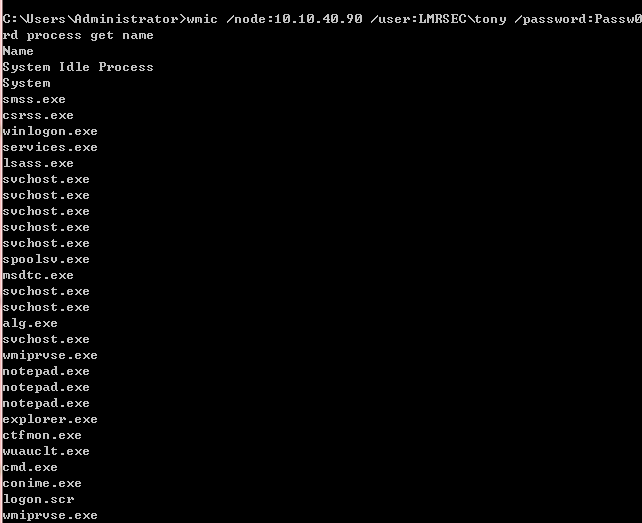 C:\Users\Administrator>wmic /node:10.10.40.90 /user:LMRSEC\tony /password:Passw0
rd process get name
Name
System Idle Process
System
smss.exe
csrss.exe
winlogon.exe
services.exe
lsass.exe
svchost.exe
svchost.exe
svchost.exe
svchost.exe
svchost.exe
spoolsv.exe
msdtc.exe
svchost.exe
svchost.exe
alg.exe
svchost.exe
wmiprvse.exe
notepad.exe
notepad.exe
notepad.exe
explorer.exe
ctfmon.exe
wuauclt.exe
cmd.exe
conime.exe
logon.scr
wmiprvse.exe